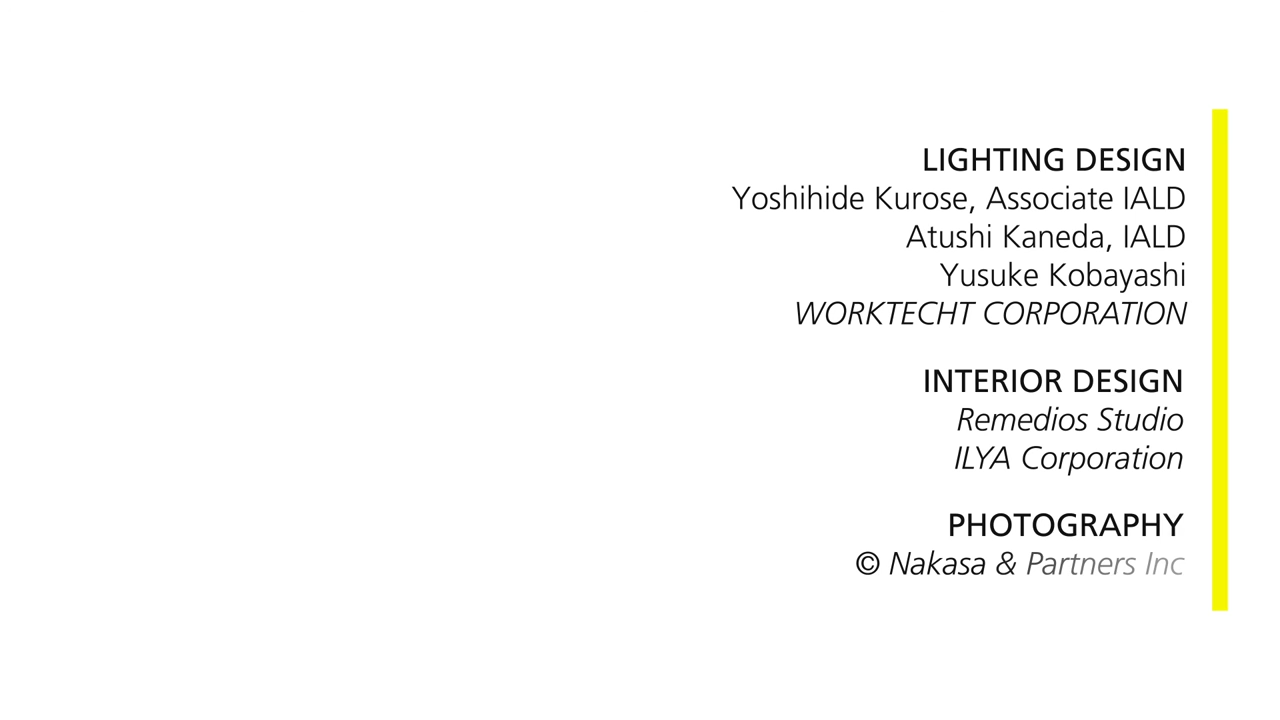 LIGHTING DESIGN
Yoshihide Kurose, Associate IALD
Atushi Kaneda, IALD
Yusuke Kobayashi
WORKTECHT CORPORATION
INTERIOR DESIGN
Remedios Studio
ILYA Corporation
PHOTOGRAPHY
© Nakasa & Partners Inc